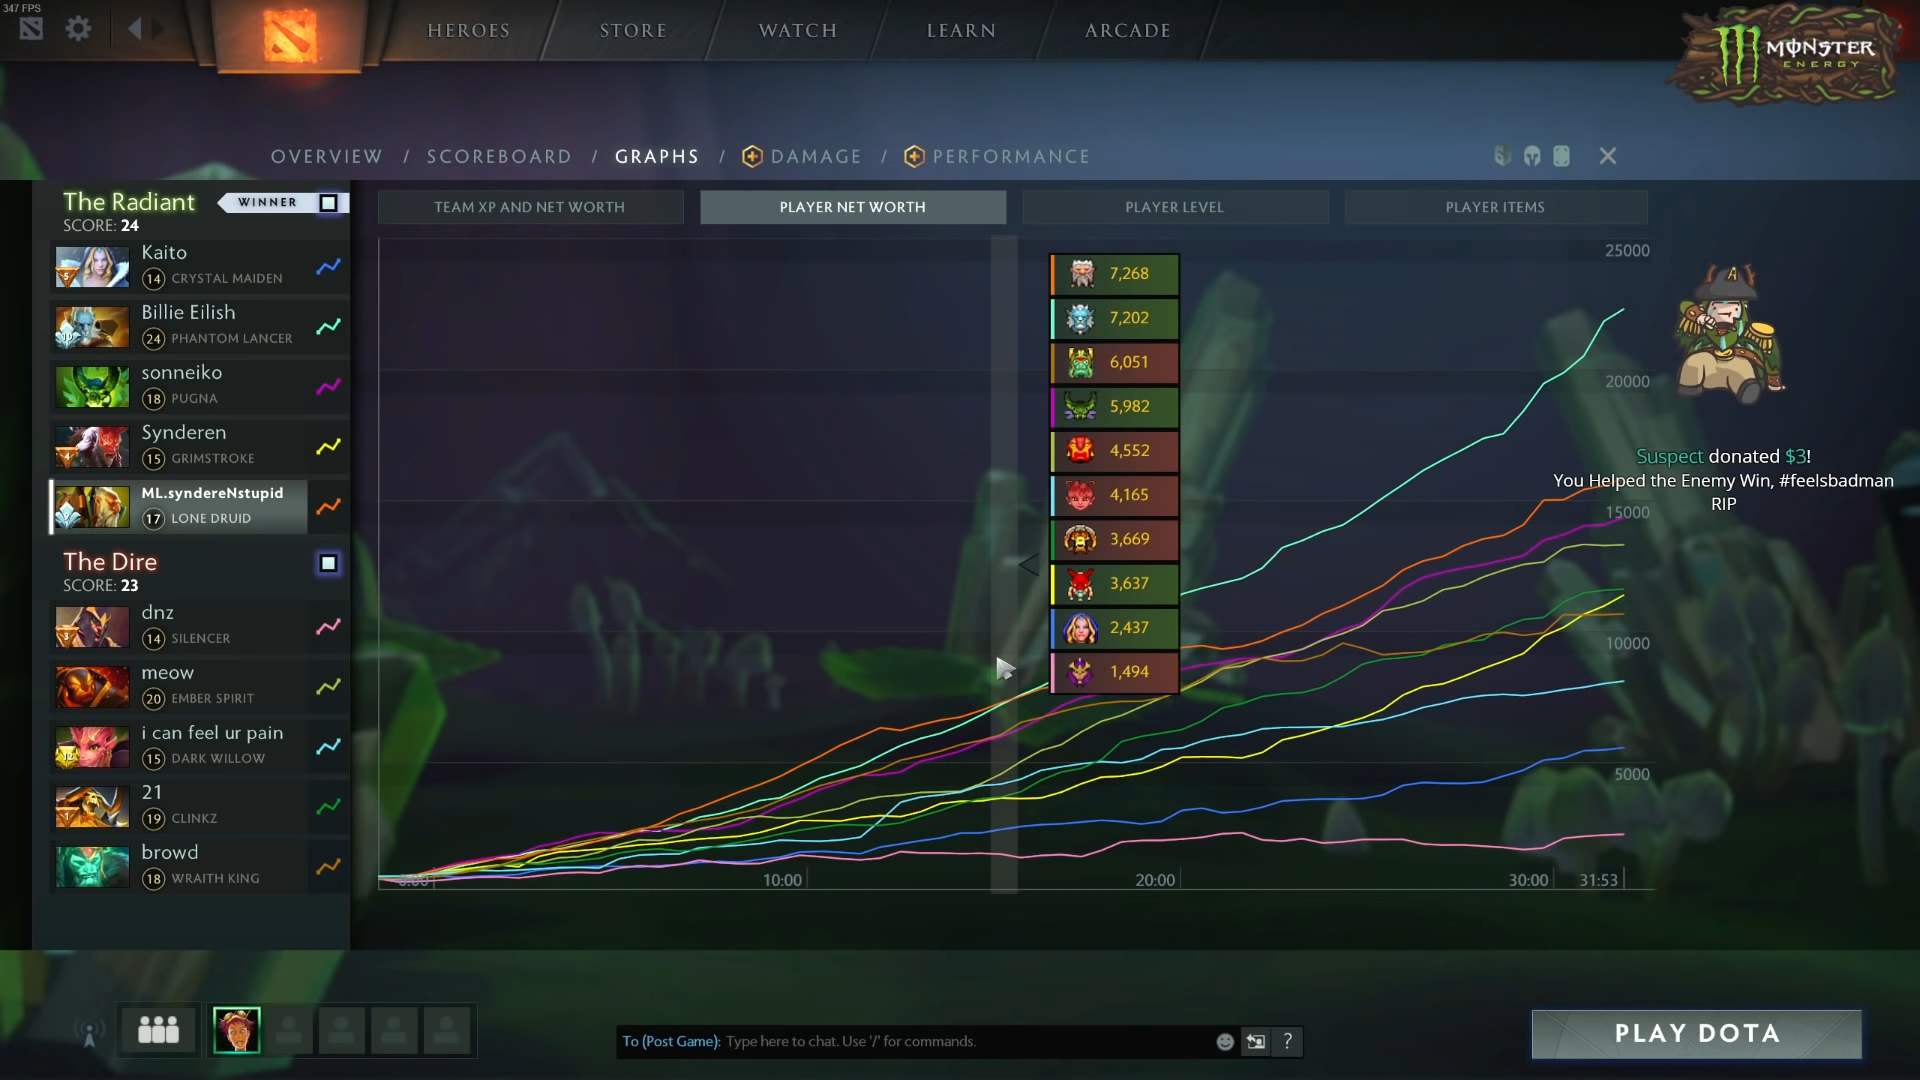 347 FPS
HEROES
STORE
WATCH
LEARN
ARCADE
MONSTER
ENERGY
OVERVIEW / SCOREBOARD / GRAPHS / DAMAGE / PERFORMANCE
The Radiant
WINNER
SCORE: 24
Kaito
14 CRYSTAL MAIDEN
Billie Eilish
24 PHANTOM LANCER
sonneiko
18 PUGNA
Synderen
15 GRIMSTROKE
ML.syndereNstupid
17 LONE DRUID
The Dire
SCORE: 23
dnz
14 SILENCER
meow
20 EMBER SPIRIT
i can feel ur pain
15 DARK WILLOW
21
19 CLINKZ
browd
18 WRAITH KING
TEAM XP AND NET WORTH
PLAYER NET WORTH
PLAYER LEVEL
PLAYER ITEMS
7,268
7,202
6,051
5,982
4,552
4,165
3,669
3,637
2,437
1,494
25000
20000
15000
10000
5000
0:00
10:00
20:00
30:00
31:53
Suspect donated $3!
You Helped the Enemy Win, #feelsbadman
RIP
To (Post Game): Type here to chat. Use '/' for commands.
?
PLAY DOTA